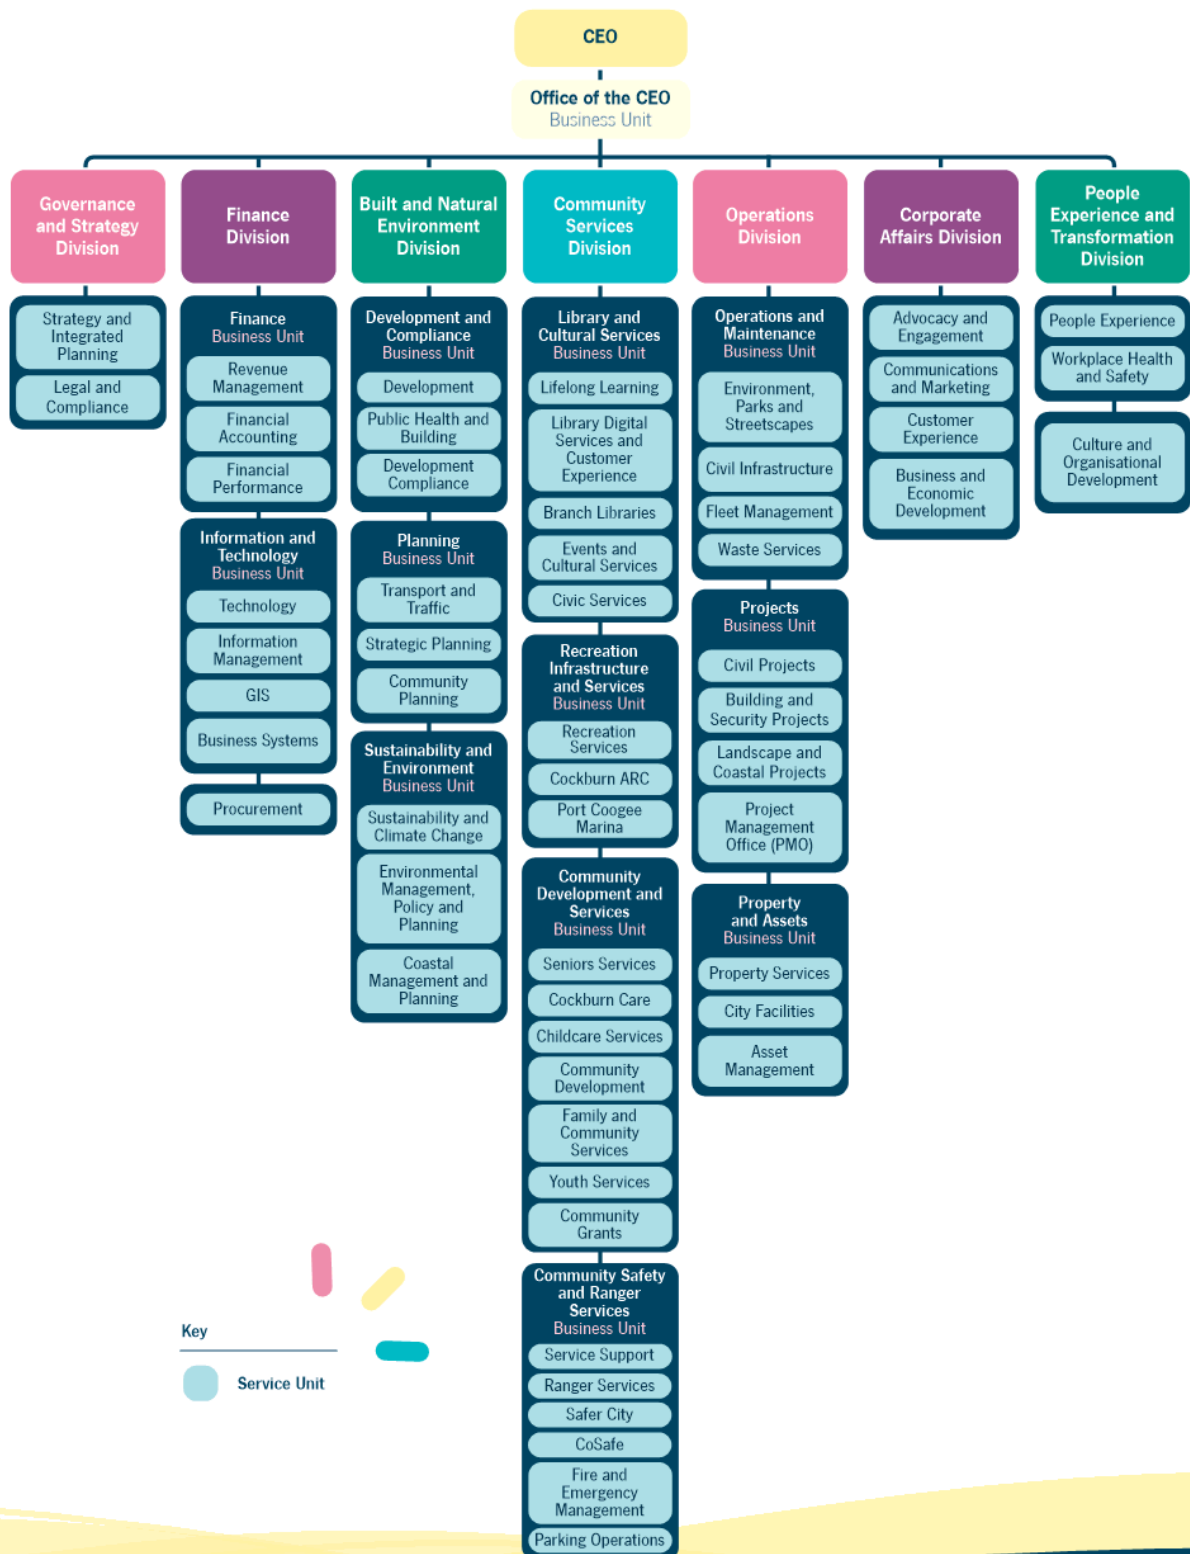 CEO
Office of the CEO
Business Unit
Governance
and Strategy
Division
Strategy and
Integrated
Planning
Legal and
Compliance
Finance
Division
Finance
Business Unit
Revenue
Management
Financial
Accounting
Financial
Performance
Information and
Technology
Business Unit
Technology
Information
Management
GIS
Business Systems
Procurement
Built and Natural
Environment
Division
Development and
Compliance
Business Unit
Development
Public Health and
Building
Development
Compliance
Planning
Business Unit
Transport and
Traffic
Strategic Planning
Community
Planning
Sustainability and
Environment
Business Unit
Sustainability and
Climate Change
Environmental
Management,
Policy and
Planning
Coastal
Management and
Planning
Community
Services
Division
Library and
Cultural Services
Business Unit
Lifelong Learning
Library Digital
Services and
Customer
Experience
Branch Libraries
Events and
Cultural Services
Civic Services
Recreation
Infrastructure
and Services
Business Unit
Recreation
Services
Cockburn ARC
Port Coogee
Marina
Community
Development and
Services
Business Unit
Seniors Services
Cockburn Care
Childcare Services
Community
Development
Family and
Community
Services
Youth Services
Community
Grants
Community Safety
and Ranger
Services
Business Unit
Service Support
Ranger Services
Safer City
CoSafe
Fire and
Emergency
Management
Parking Operations
Operations
Division
Operations and
Maintenance
Business Unit
Environment,
Parks and
Streetscapes
Civil Infrastructure
Fleet Management
Waste Services
Projects
Business Unit
Civil Projects
Building and
Security Projects
Landscape and
Coastal Projects
Project
Management
Office (PMO)
Property
and Assets
Business Unit
Property Services
City Facilities
Asset
Management
Corporate
Affairs Division
Advocacy and
Engagement
Communications
and Marketing
Customer
Experience
Business and
Economic
Development
People
Experience and
Transformation
Division
People Experience
Workplace Health
and Safety
Culture and
Organisational
Development
Key
Service Unit